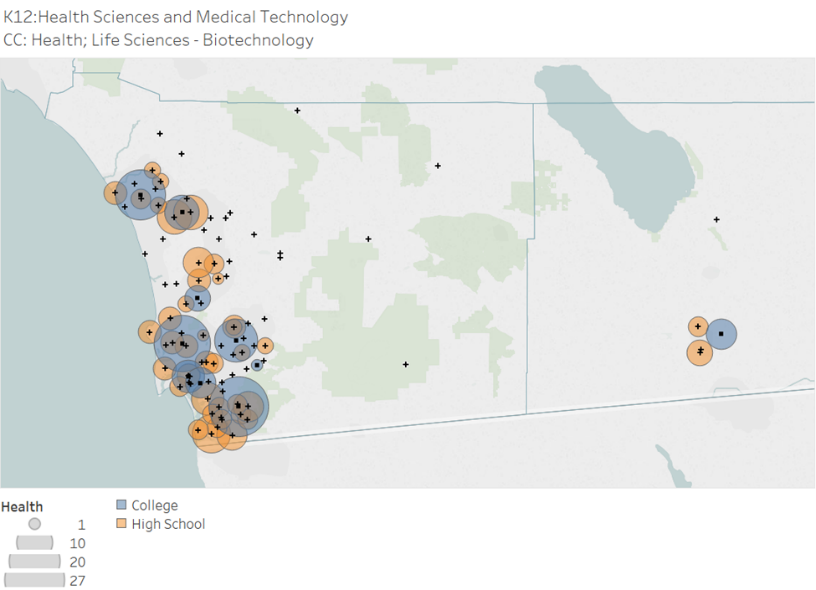 K12:Health Sciences and Medical Technology
CC: Health; Life Sciences - Biotechnology
Health
1
10
20
27
College
High School